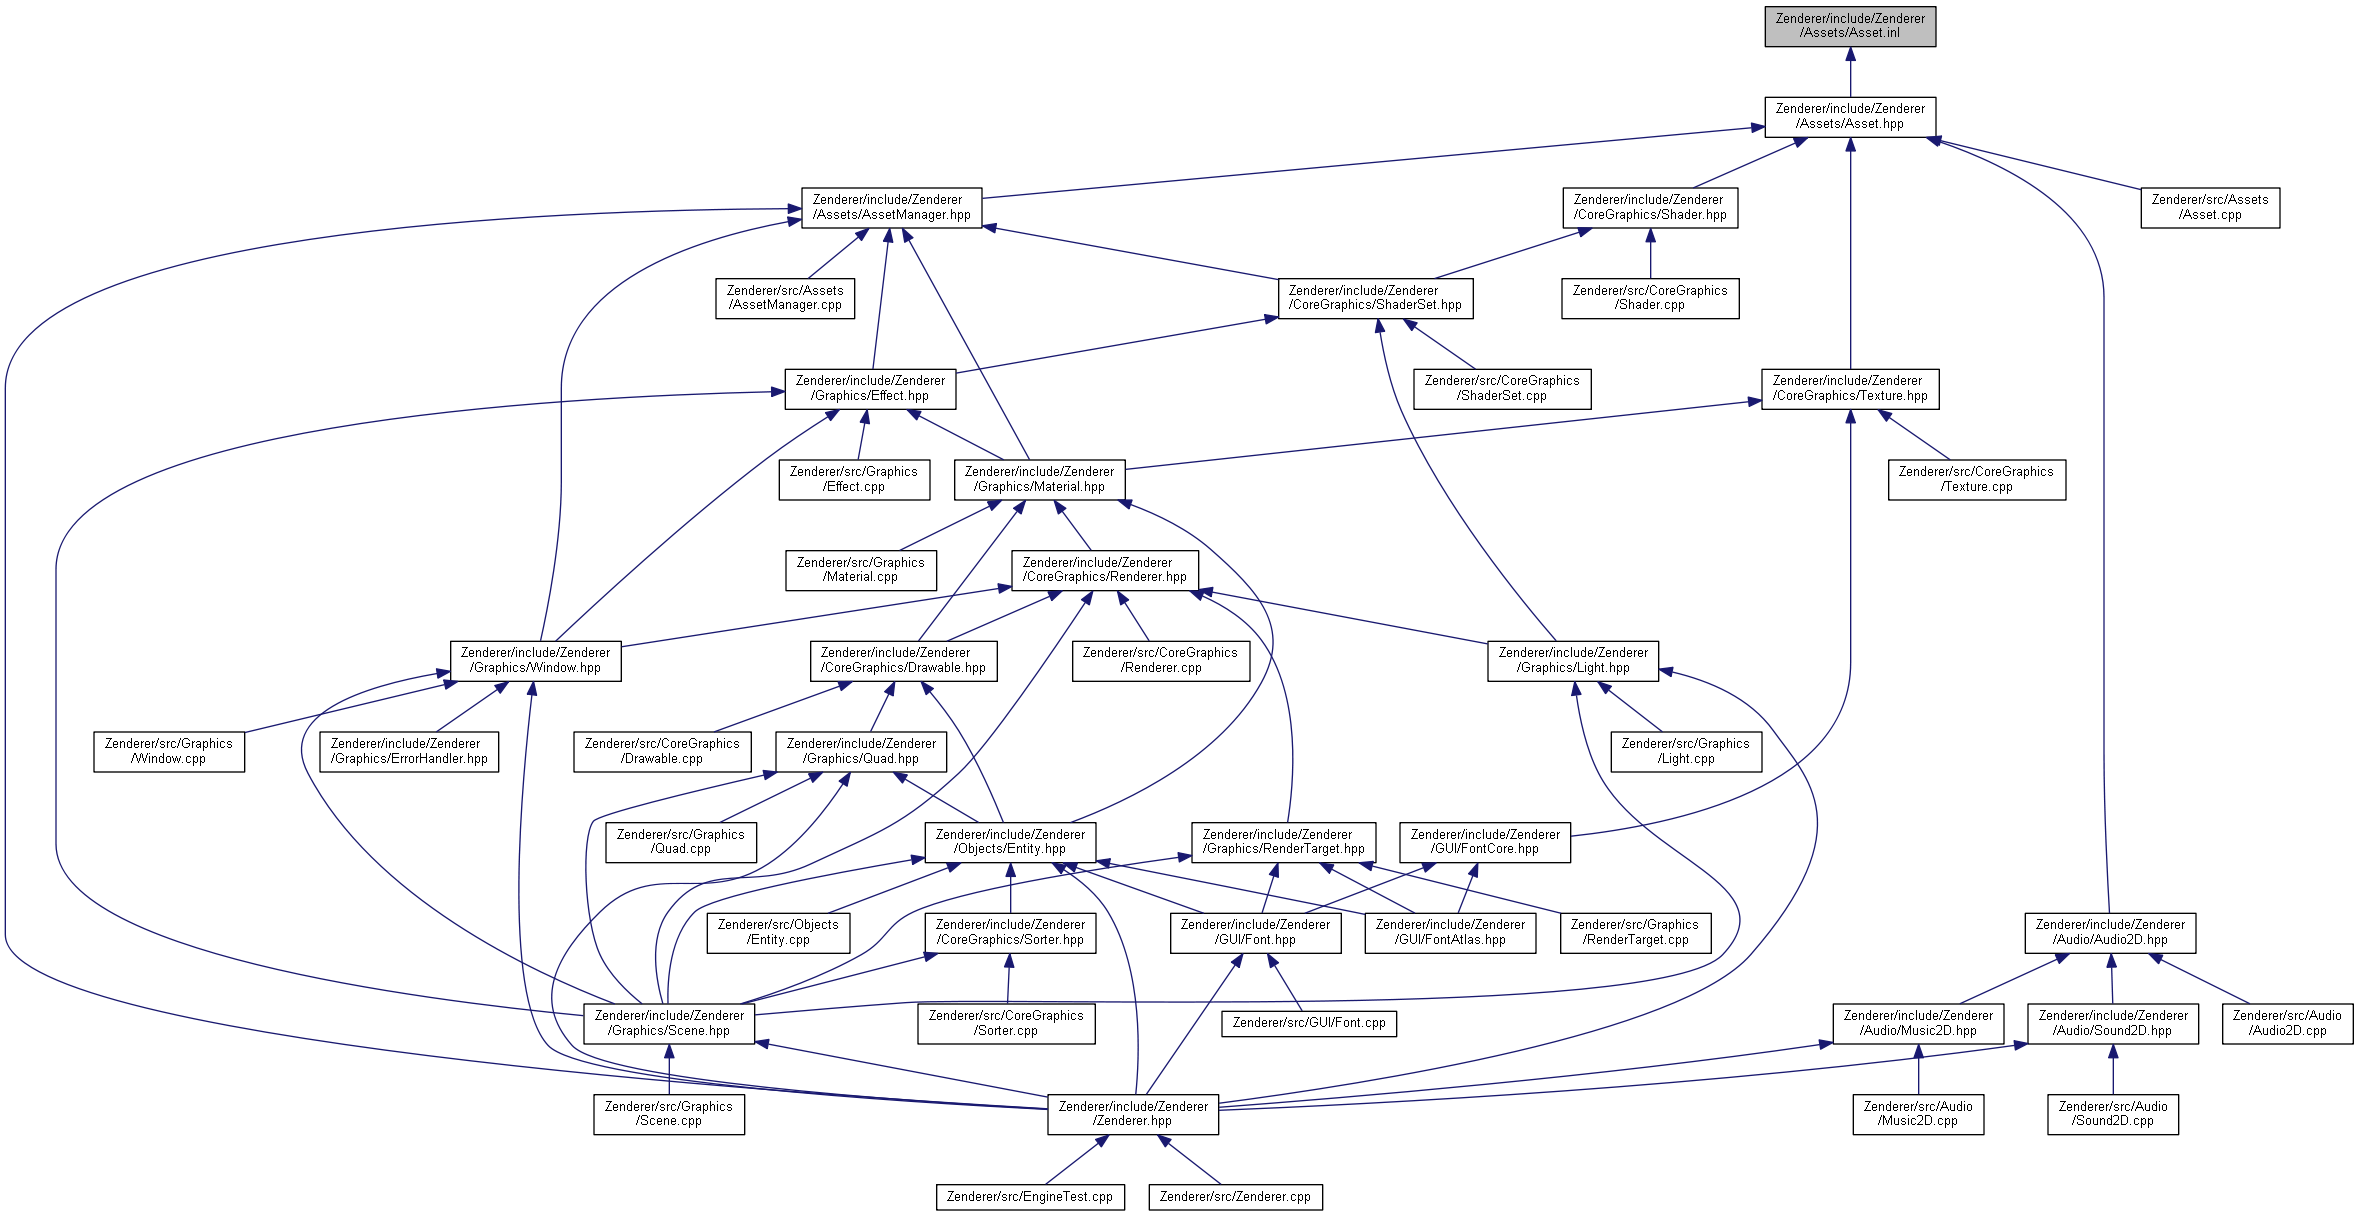 Zenderer/include/Zenderer
/Assets/Asset.inl
Zenderer/include/Zenderer
/Assets/Asset.hpp
Zenderer/include/Zenderer
/Assets/AssetManager.hpp
Zenderer/include/Zenderer
/CoreGraphics/Shader.hpp
Zenderer/src/Assets
/Asset.cpp
Zenderer/src/Assets
/AssetManager.cpp
Zenderer/include/Zenderer
/CoreGraphics/ShaderSet.hpp
Zenderer/src/CoreGraphics
/Shader.cpp
Zenderer/include/Zenderer
/Graphics/Effect.hpp
Zenderer/src/CoreGraphics
/ShaderSet.cpp
Zenderer/include/Zenderer
/CoreGraphics/Texture.hpp
Zenderer/src/Graphics
/Effect.cpp
Zenderer/include/Zenderer
/Graphics/Material.hpp
Zenderer/src/CoreGraphics
/Texture.cpp
Zenderer/src/Graphics
/Material.cpp
Zenderer/include/Zenderer
/CoreGraphics/Renderer.hpp
Zenderer/include/Zenderer
/Graphics/Window.hpp
Zenderer/include/Zenderer
/CoreGraphics/Drawable.hpp
Zenderer/src/CoreGraphics
/Renderer.cpp
Zenderer/include/Zenderer
/Graphics/Light.hpp
Zenderer/src/Graphics
/Window.cpp
Zenderer/include/Zenderer
/Graphics/ErrorHandler.hpp
Zenderer/src/CoreGraphics
/Drawable.cpp
Zenderer/include/Zenderer
/Graphics/Quad.hpp
Zenderer/src/Graphics
/Light.cpp
Zenderer/src/Graphics
/Quad.cpp
Zenderer/include/Zenderer
/Objects/Entity.hpp
Zenderer/include/Zenderer
/Graphics/RenderTarget.hpp
Zenderer/include/Zenderer
/GUI/FontCore.hpp
Zenderer/src/Objects
/Entity.cpp
Zenderer/include/Zenderer
/CoreGraphics/Sorter.hpp
Zenderer/include/Zenderer
/GUI/Font.hpp
Zenderer/include/Zenderer
/GUI/FontAtlas.hpp
Zenderer/src/Graphics
/RenderTarget.cpp
Zenderer/include/Zenderer
/Audio/Audio2D.hpp
Zenderer/include/Zenderer
/Graphics/Scene.hpp
Zenderer/src/CoreGraphics
/Sorter.cpp
Zenderer/src/GUI/Font.cpp
Zenderer/include/Zenderer
/Audio/Music2D.hpp
Zenderer/include/Zenderer
/Audio/Sound2D.hpp
Zenderer/src/Audio
/Audio2D.cpp
Zenderer/src/Graphics
/Scene.cpp
Zenderer/include/Zenderer
/Zenderer.hpp
Zenderer/src/Audio
/Music2D.cpp
Zenderer/src/Audio
/Sound2D.cpp
Zenderer/src/EngineTest.cpp
Zenderer/src/Zenderer.cpp